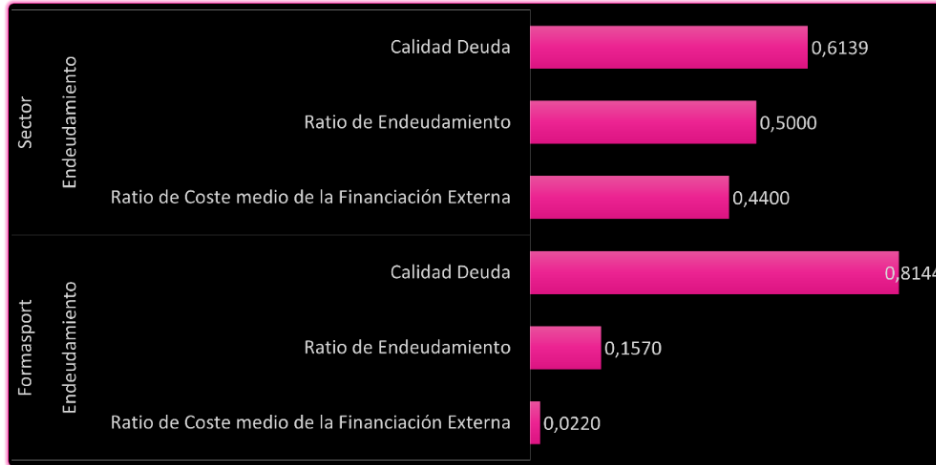 Sector
Endeudamiento
Calidad Deuda
0,6139
Ratio de Endeudamiento
0,5000
Ratio de Coste medio de la Financiación Externa
0,4400
Formasport
Endeudamiento
Calidad Deuda
0,8144
Ratio de Endeudamiento
0,1570
Ratio de Coste medio de la Financiación Externa
0,0220